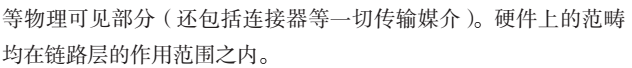 等物理可见部分（还包括连接器等一切传输媒介）。硬件上的范畴
均在链路层的作用范围之内。